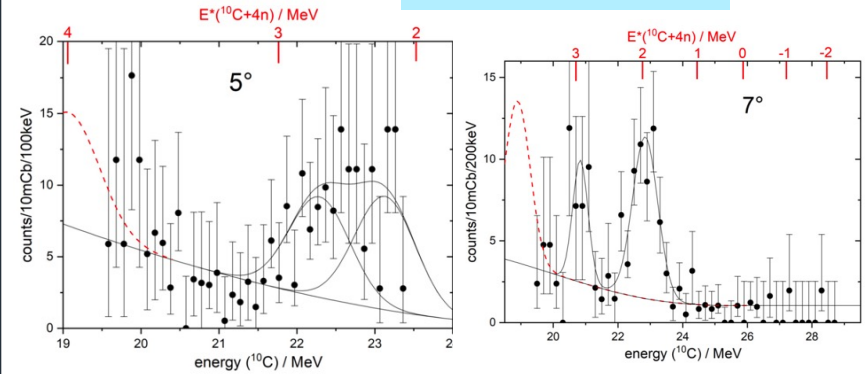 E*(¹⁰C+4n) / MeV
4 3 2
20
15
10
5
0
5°
counts/10mCb/100keV
19 20 21 22 23 2
energy (¹⁰C) / MeV
E*(¹⁰C+4n) / MeV
3 2 1 0 -1 -2
15
10
5
0
7°
counts/10mCb/200keV
20 22 24 26 28
energy (¹⁰C) / MeV